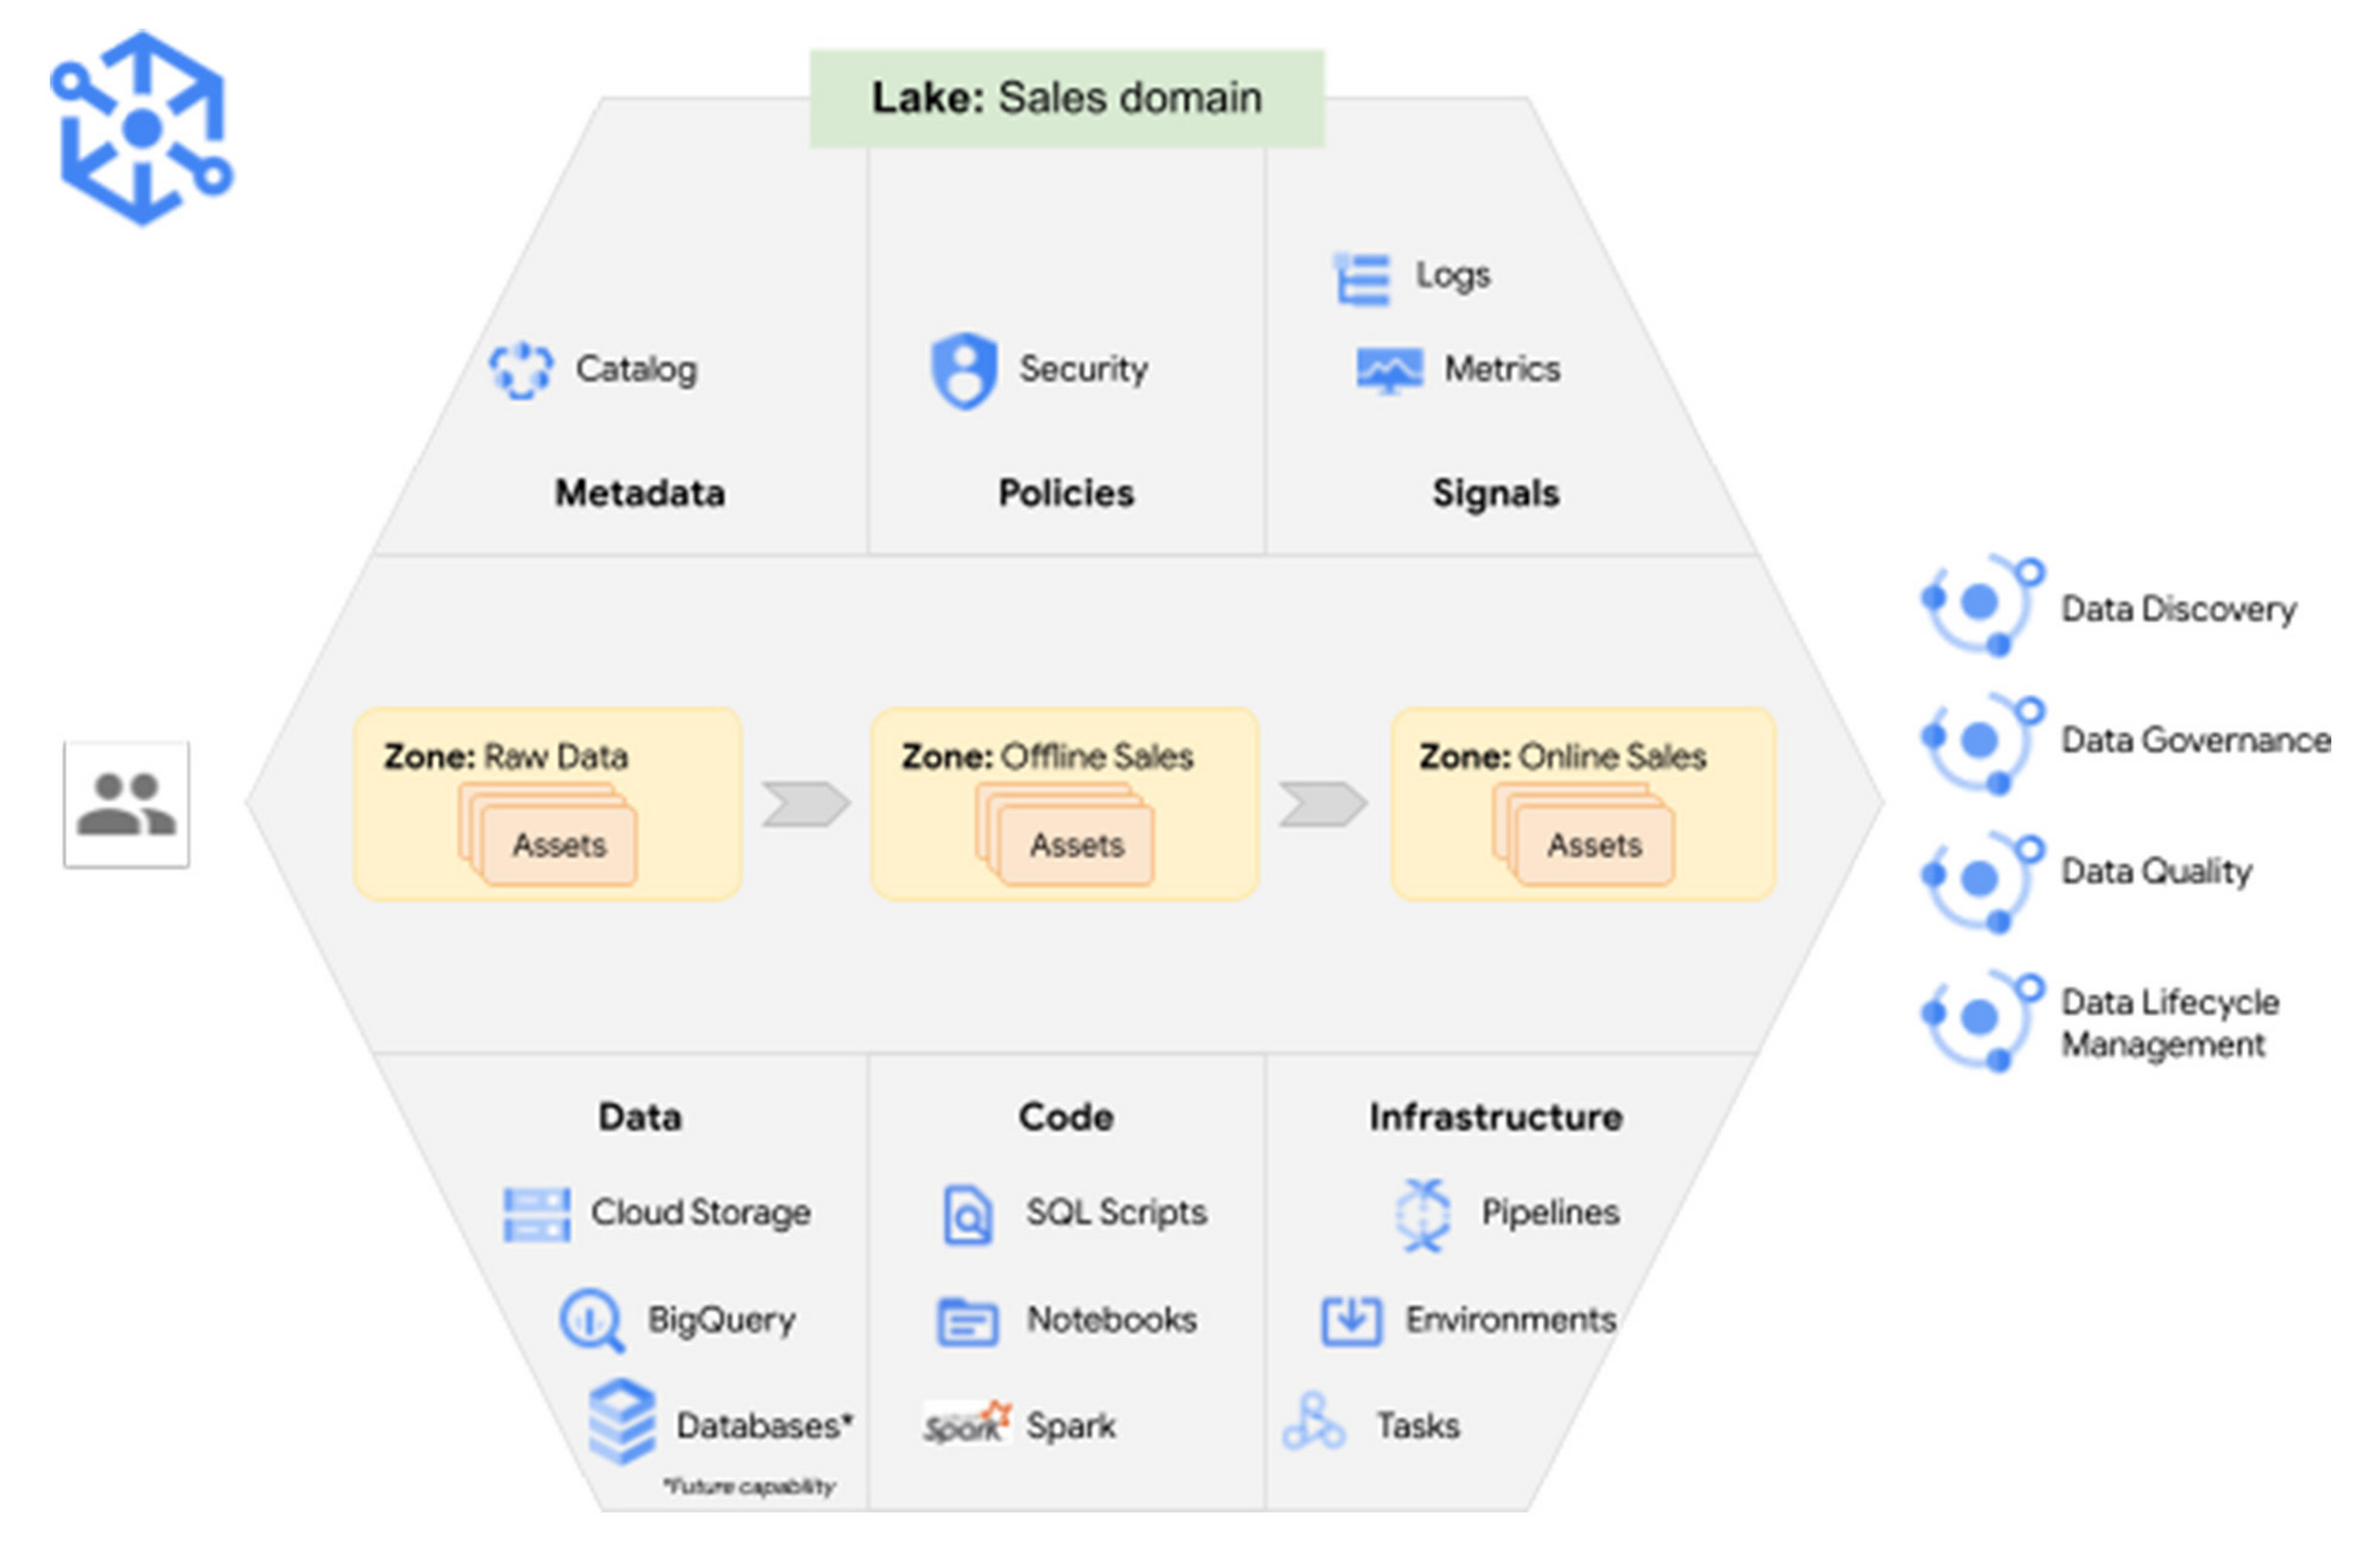 Lake: Sales domain
Logs
Catalog
Security
Metrics
Metadata
Policies
Signals
Zone: Raw Data
Assets
Zone: Offline Sales
Assets
Zone: Online Sales
Assets
Data Discovery
Data Governance
Data Quality
Data Lifecycle
Management
Data
Code
Infrastructure
Cloud Storage
SQL Scripts
Pipelines
BigQuery
Notebooks
Environments
Databases*
Spark
Spark
Tasks
*Future capability